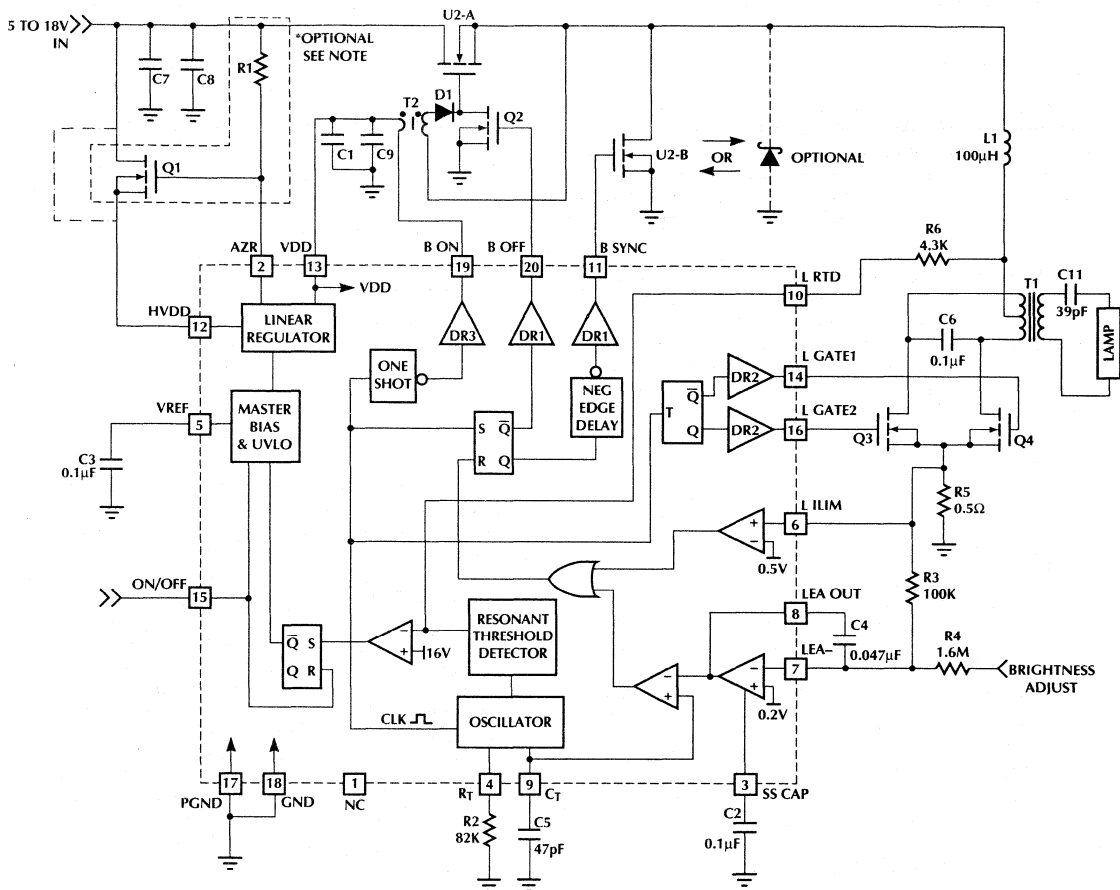 5 TO 18V
IN
C7
C8
R1
*OPTIONAL
SEE NOTE
U2-A
T2
D1
Q2
C1
C9
U2-B
OR
OPTIONAL
L1
100µH
Q1
AZR
2
VDD
13
B ON
19
B OFF
20
B SYNC
11
R6
4.3K
L RTD
10
T1
C11
39pF
LAMP
C6
0.1µF
VDD
HVDD
12
LINEAR
REGULATOR
DR3
DR1
DR1
ONE
SHOT
NEG
EDGE
DELAY
DR2
L GATE1
14
T
Q̅
Q
DR2
L GATE2
16
Q3
Q4
VREF
5
MASTER
BIAS
& UVLO
S
Q̅
R
Q
C3
0.1µF
R5
0.5Ω
L ILIM
6
+
−
0.5V
R3
100K
ON/OFF
15
LEA OUT
8
C4
0.047µF
RESONANT
THRESHOLD
DETECTOR
Q̅
S
Q
R
−
+
16V
−
+
−
+
0.2V
LEA−
7
R4
1.6M
BRIGHTNESS
ADJUST
CLK
OSCILLATOR
17
PGND
18
GND
1
NC
4
RT
9
CT
3
SS CAP
R2
82K
C5
47pF
C2
0.1µF